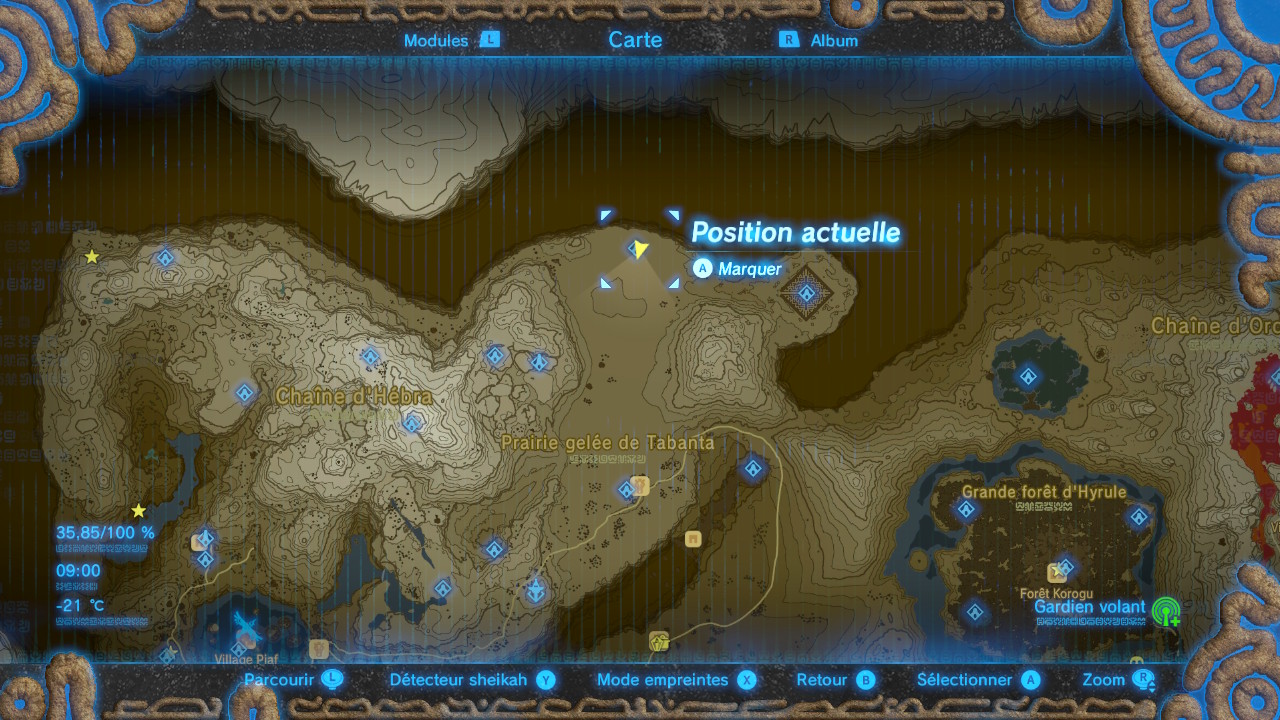 Modules L
Carte
R Album
Position actuelle
A Marquer
Chaîne d'Oro
Chaîne d'Hébra
Prairie gelée de Tabanta
Grande forêt d'Hyrule
35,85/100 %
09:00
-21 °C
Forêt Korogu
Gardien volant
Village Piaf
Parcourir L
Détecteur sheikah Y
Mode empreintes X
Retour B
Sélectionner A
Zoom R